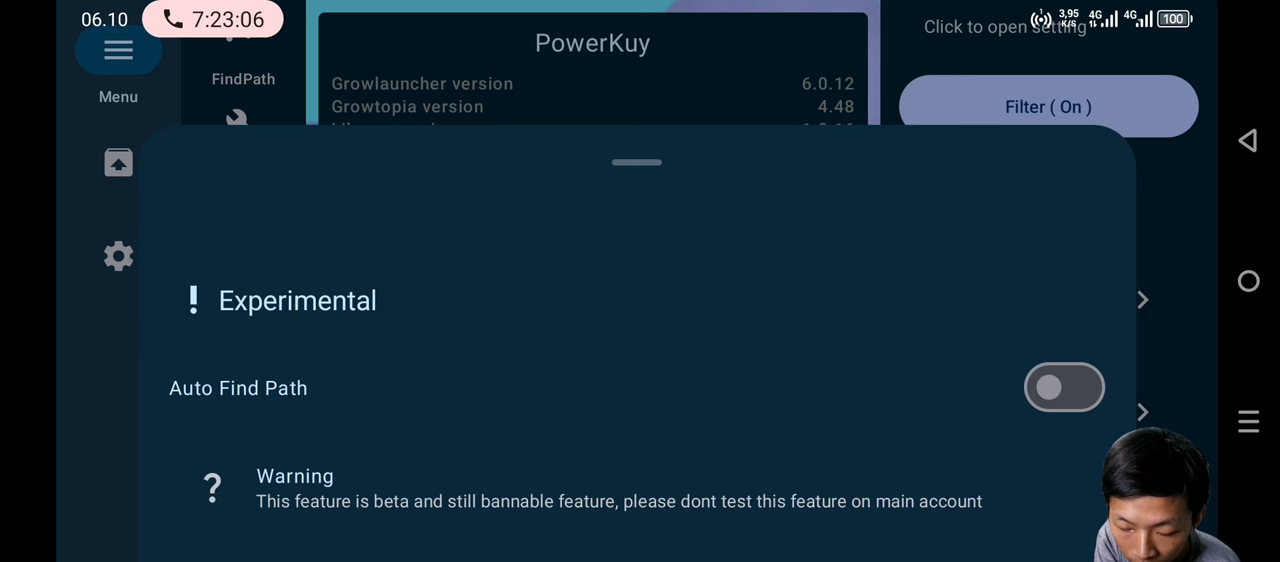 06.10
7:23:06
3,95
K/S
4G
4G
100
Menu
FindPath
PowerKuy
Growlauncher version
6.0.12
Growtopia version
4.48
Click to open setting
Filter ( On )
! Experimental
Auto Find Path
?
Warning
This feature is beta and still bannable feature, please dont test this feature on main account